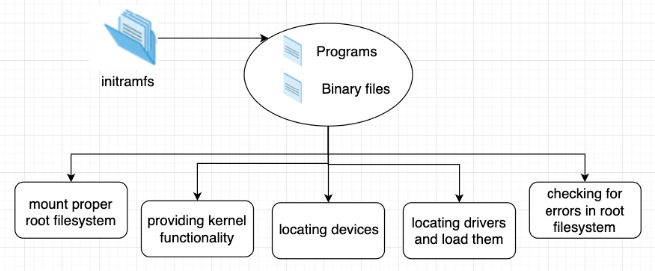 initramfs
Programs
Binary files
mount proper
root filesystem
providing kernel
functionality
locating devices
locating drivers
and load them
checking for
errors in root
filesystem